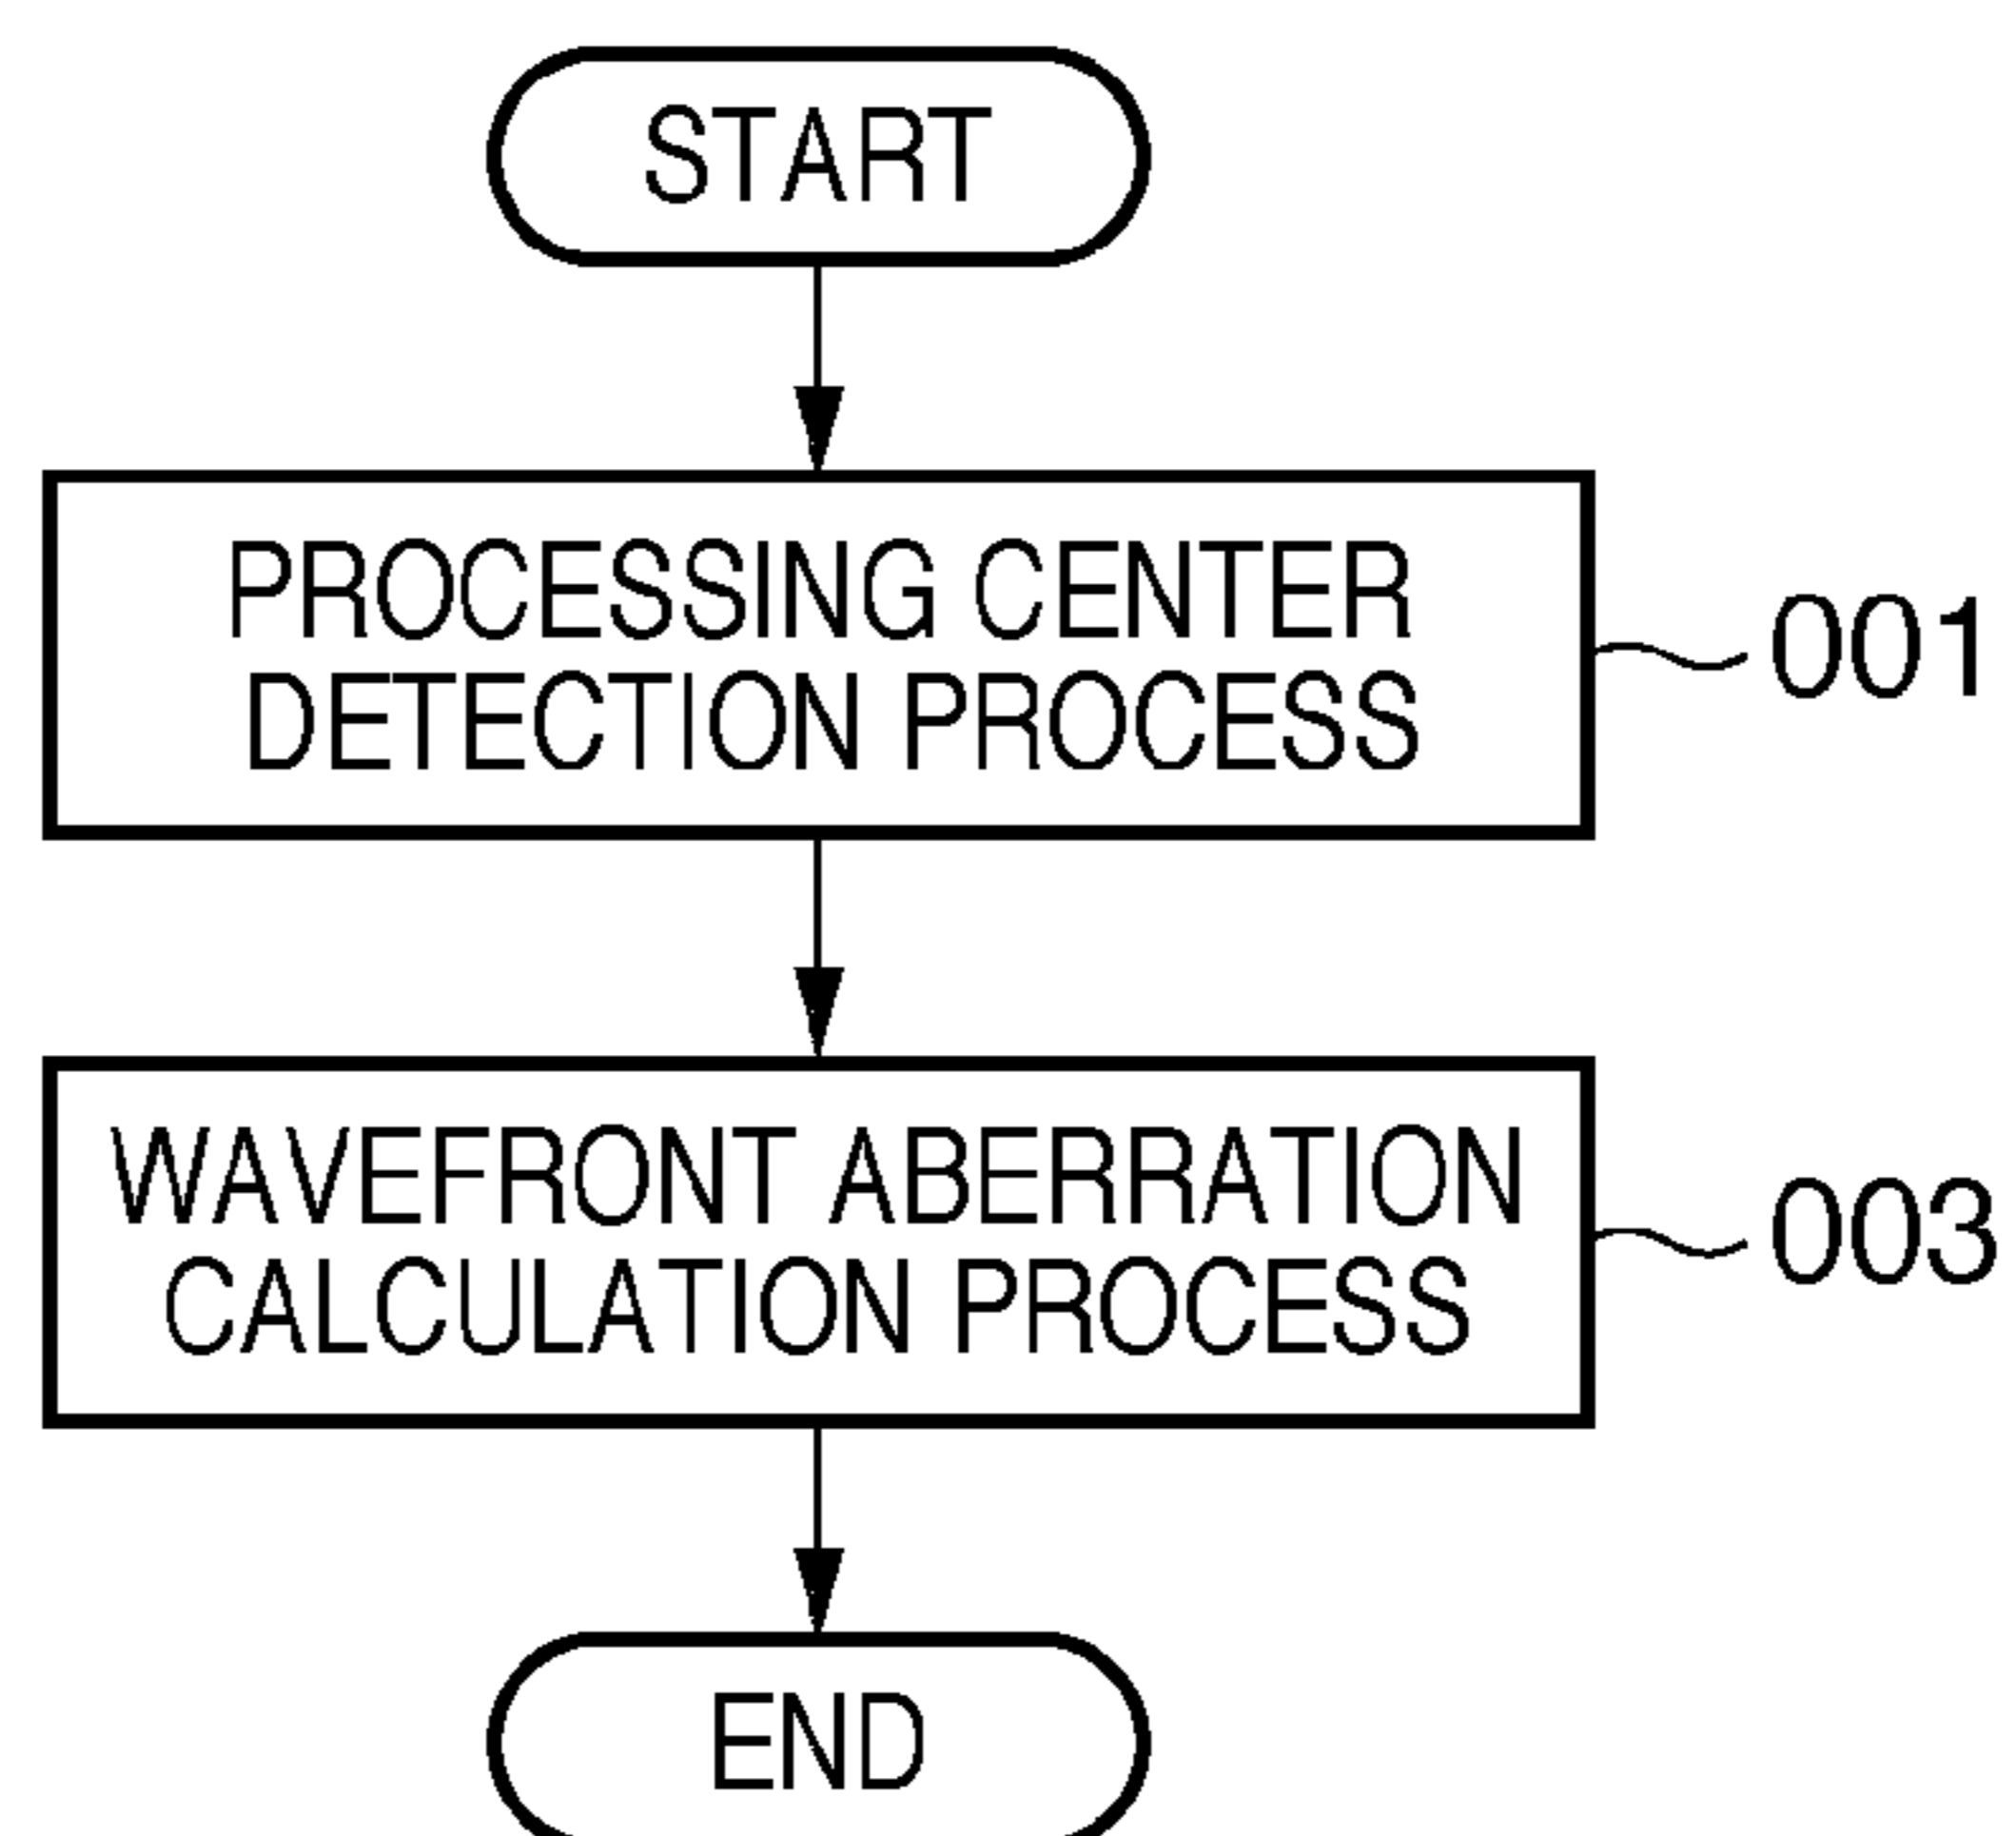 START
PROCESSING CENTER
DETECTION PROCESS
001
WAVEFRONT ABERRATION
CALCULATION PROCESS
003
END